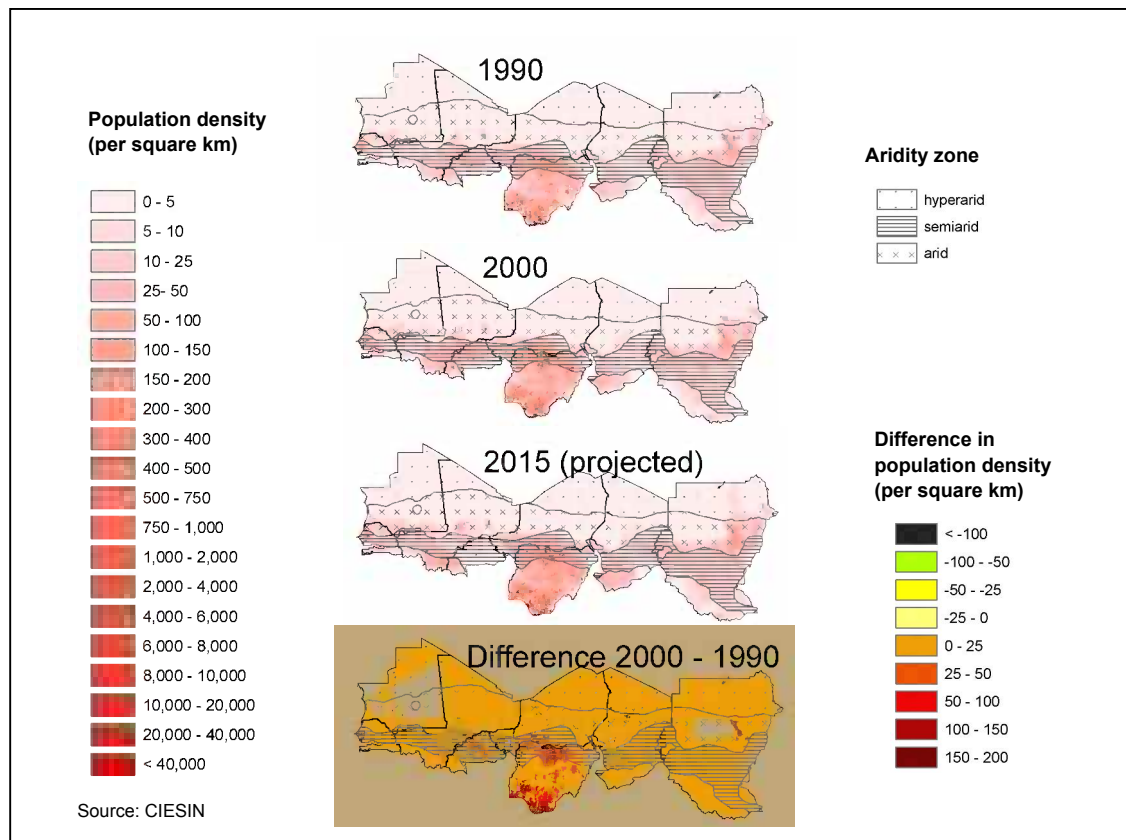 1990
Population density
(per square km)
0 - 5
5 - 10
10 - 25
25- 50
50 - 100
100 - 150
150 - 200
200 - 300
300 - 400
400 - 500
500 - 750
750 - 1,000
1,000 - 2,000
2,000 - 4,000
4,000 - 6,000
6,000 - 8,000
8,000 - 10,000
10,000 - 20,000
20,000 - 40,000
< 40,000
Source: CIESIN
2000
2015 (projected)
Difference 2000 - 1990
Aridity zone
hyperarid
semiarid
arid
Difference in
population density
(per square km)
< -100
-100 - -50
-50 - -25
-25 - 0
0 - 25
25 - 50
50 - 100
100 - 150
150 - 200